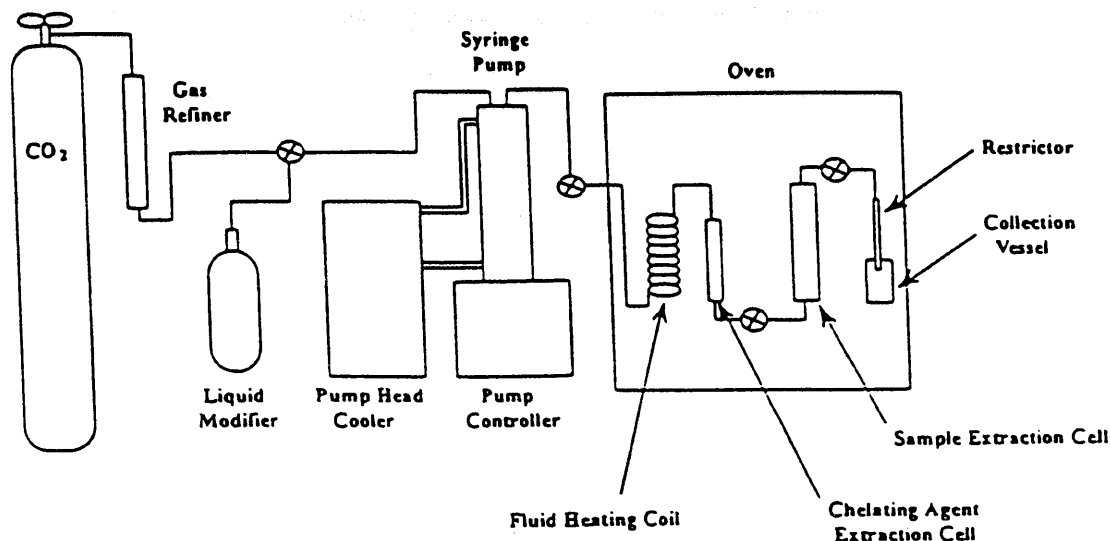 Syringe
Pump
Oven
Gas
Refiner
CO2
Restrictor
Collection
Vessel
Liquid
Modifier
Pump Head
Cooler
Pump
Controller
Sample Extraction Cell
Fluid Heating Coil
Chelating Agent
Extraction Cell